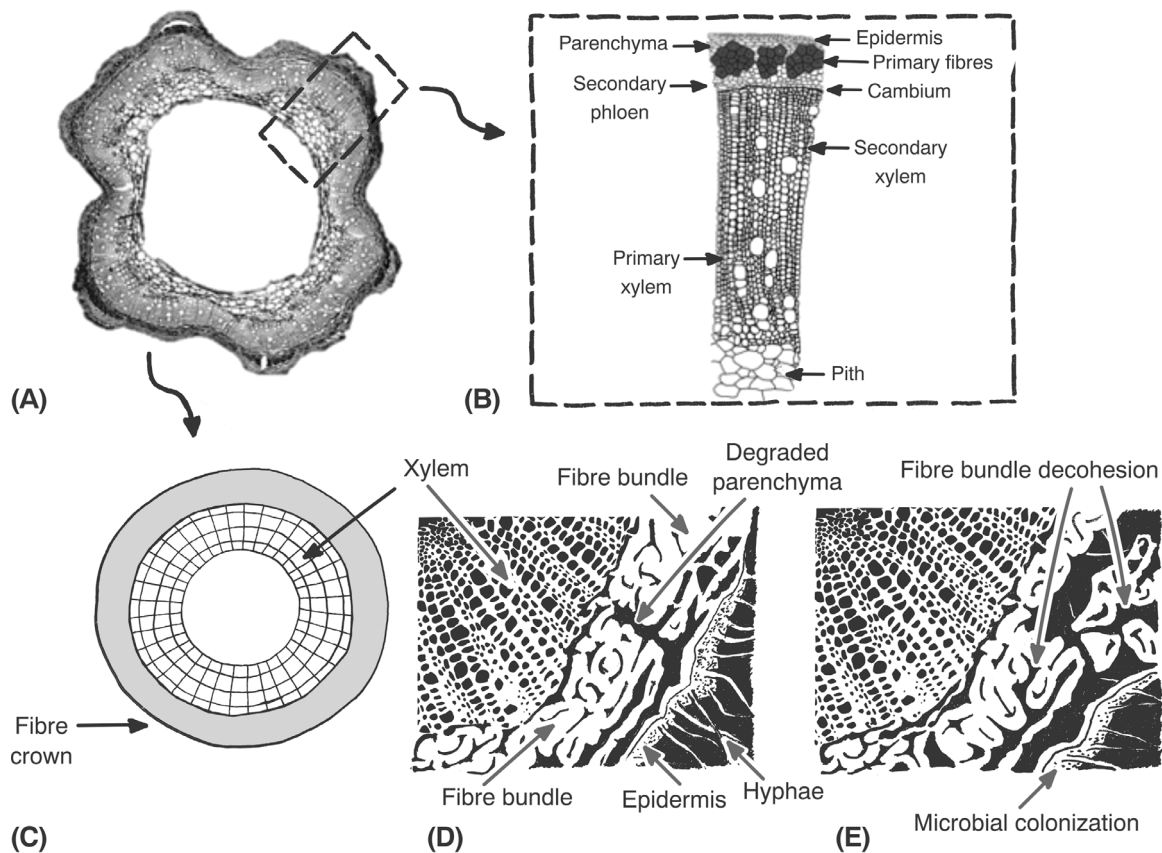 Parenchyma
Epidermis
Primary fibres
Secondary
phloen
Cambium
Secondary
xylem
Primary
xylem
Pith
(A)
(B)
Xylem
Fibre
crown
(C)
Fibre bundle
Degraded
parenchyma
Fibre bundle
Epidermis
Hyphae
(D)
Fibre bundle decohesion
Microbial colonization
(E)